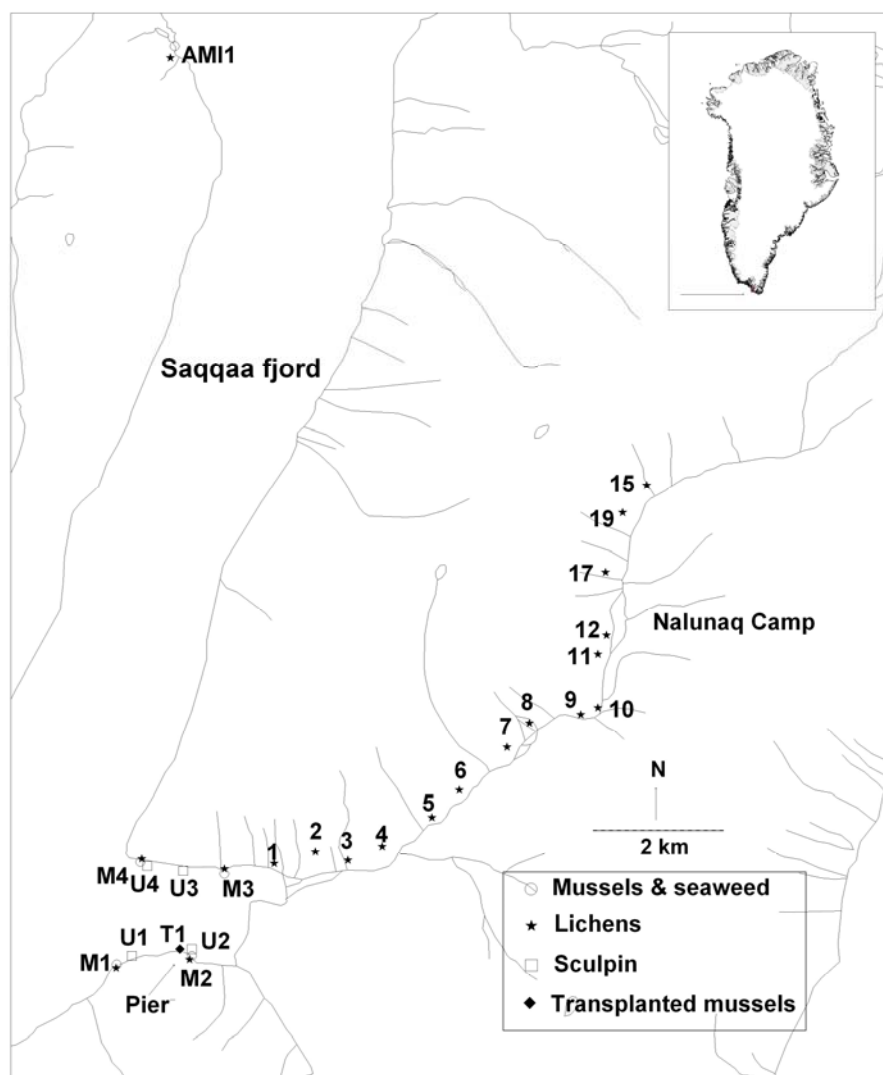 AMI1
Saqqaa fjord
15
19
17
12
Nalunaq Camp
11
9
10
8
7
N
6
5
2 km
4
3
2
1
M4
U4
U3
M3
Mussels & seaweed
Lichens
Sculpin
Transplanted mussels
U1
T1
U2
M1
M2
Pier